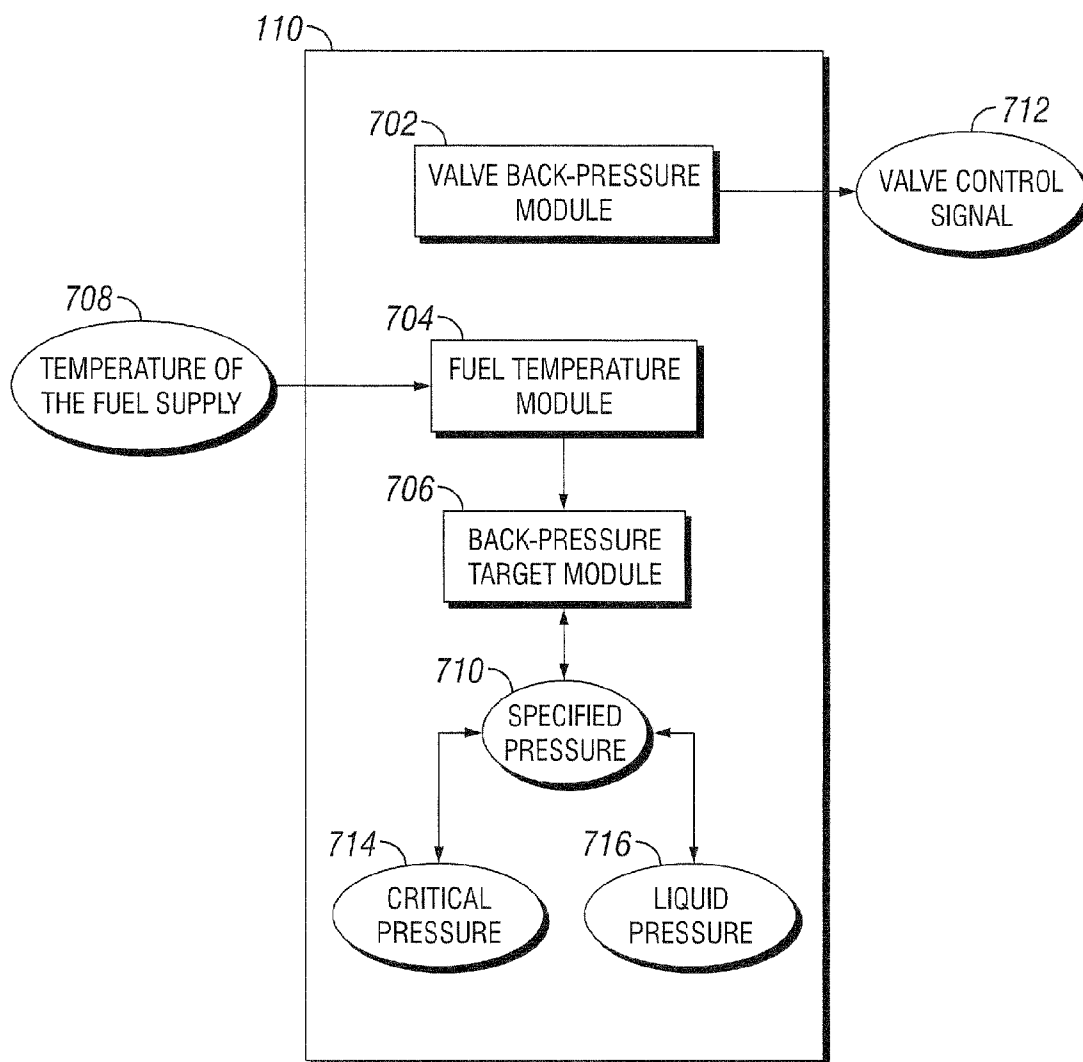 110
702
VALVE BACK-PRESSURE
MODULE
712
VALVE CONTROL
SIGNAL
708
TEMPERATURE OF
THE FUEL SUPPLY
704
FUEL TEMPERATURE
MODULE
706
BACK-PRESSURE
TARGET MODULE
710
SPECIFIED
PRESSURE
714
CRITICAL
PRESSURE
716
LIQUID
PRESSURE